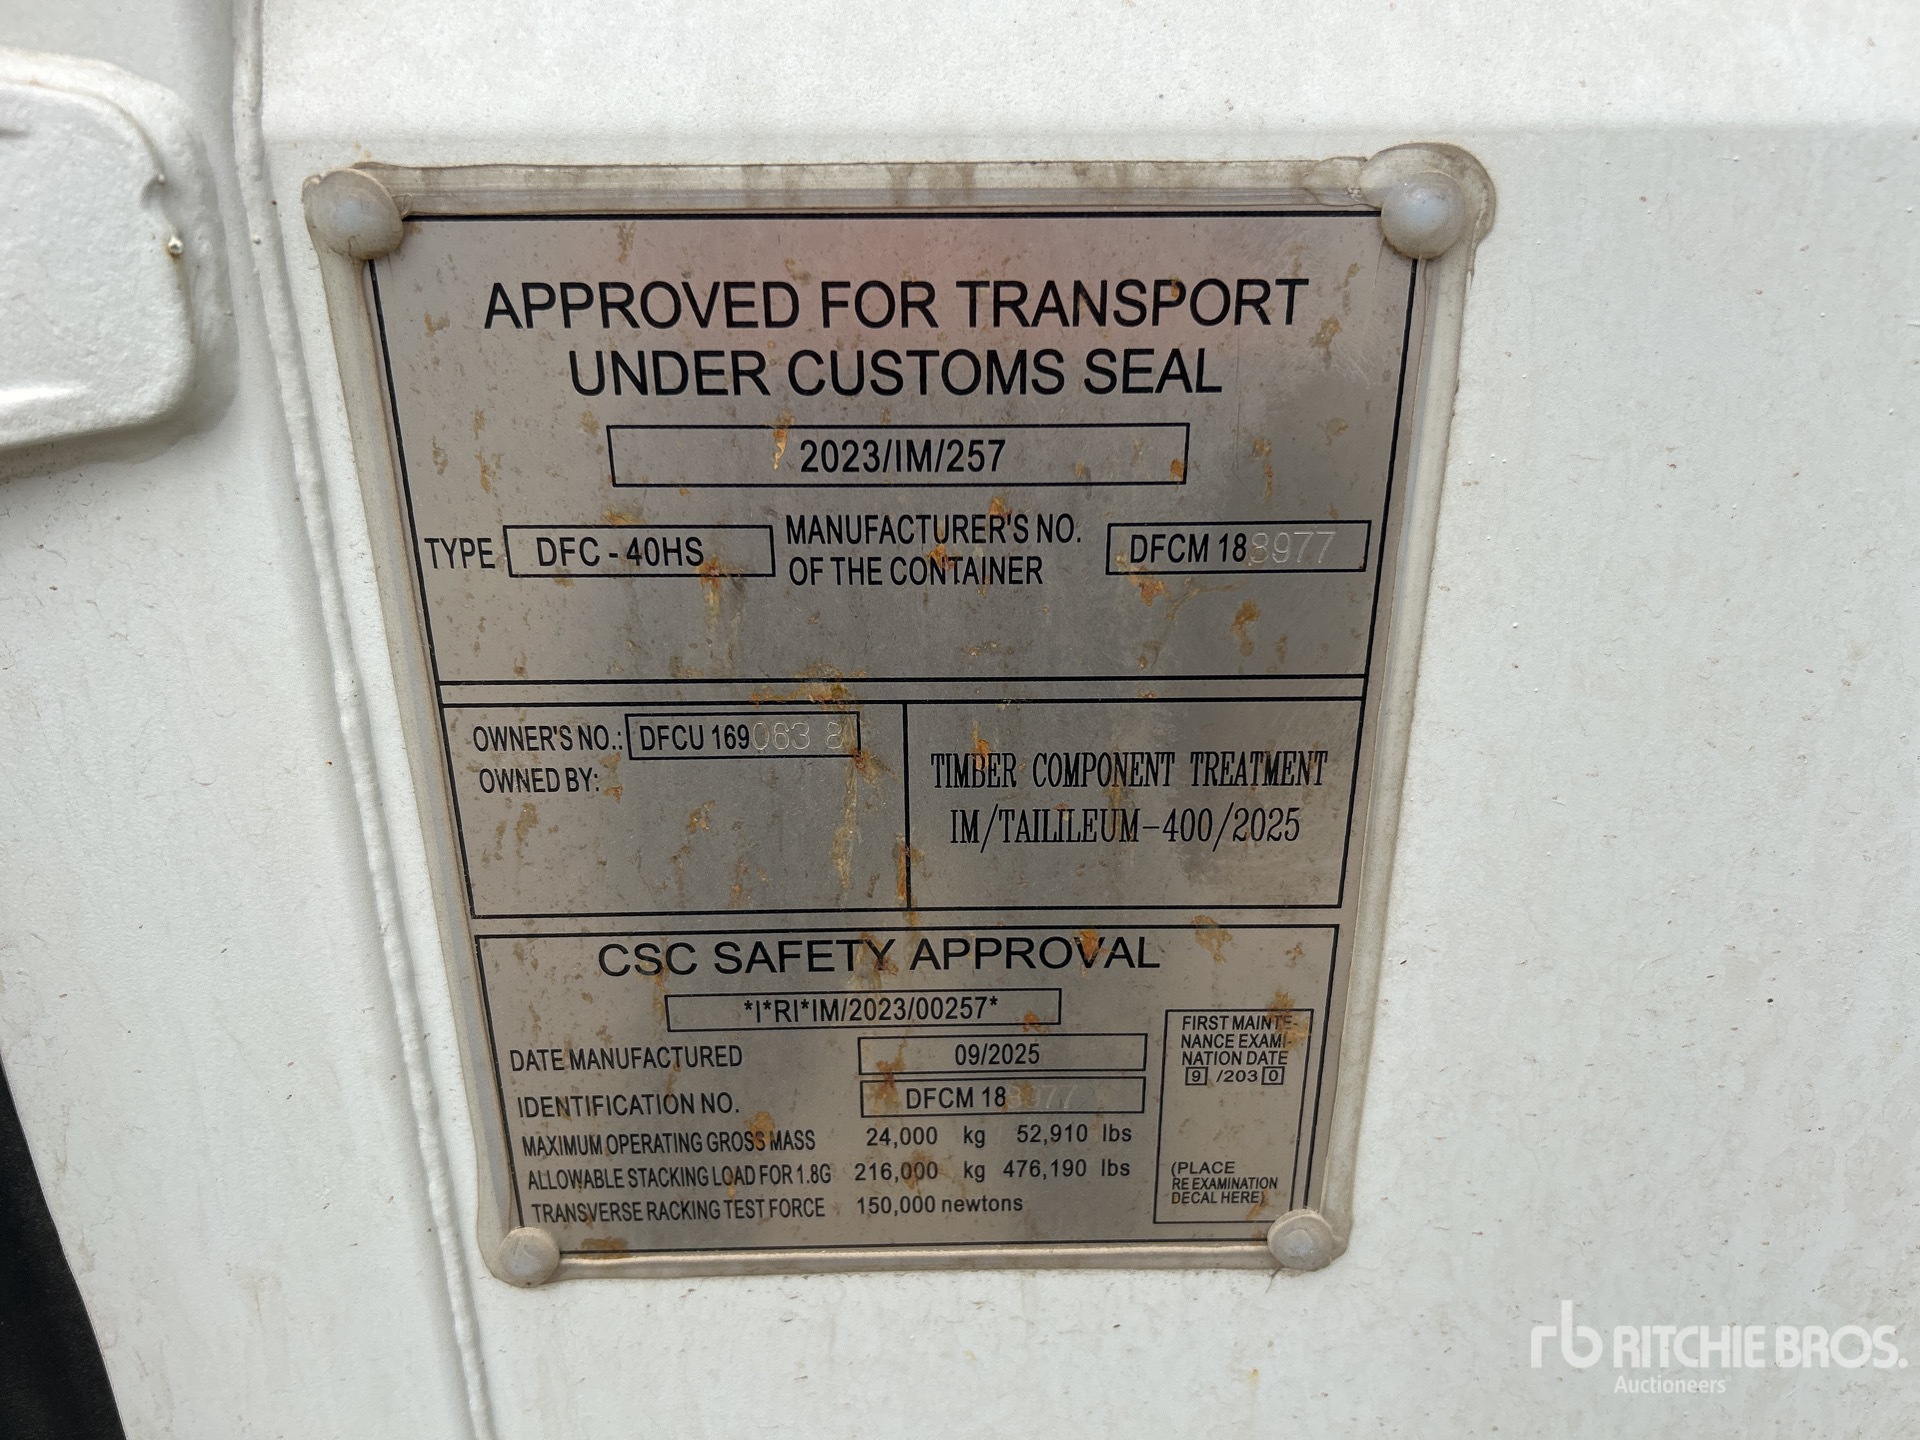 APPROVED FOR TRANSPORT
UNDER CUSTOMS SEAL
2023/IM/257
TYPE DFC - 40HS
MANUFACTURER'S NO.
OF THE CONTAINER
DFCM 188977
OWNER'S NO.: DFCU 169063 8
OWNED BY:
TIMBER COMPONENT TREATMENT
IM/TAILILEUM-400/2025
CSC SAFETY APPROVAL
*I*RI*IM/2023/00257*
DATE MANUFACTURED 09/2025
IDENTIFICATION NO. DFCM 188977
MAXIMUM OPERATING GROSS MASS 24,000 kg 52,910 lbs
ALLOWABLE STACKING LOAD FOR 1.8G 216,000 kg 476,190 lbs
TRANSVERSE RACKING TEST FORCE 150,000 newtons
FIRST MAINTE-
NANCE EXAMI-
NATION DATE
9 /203 0
(PLACE
RE EXAMINATION
DECAL HERE)
rb RITCHIE BROS.
Auctioneers